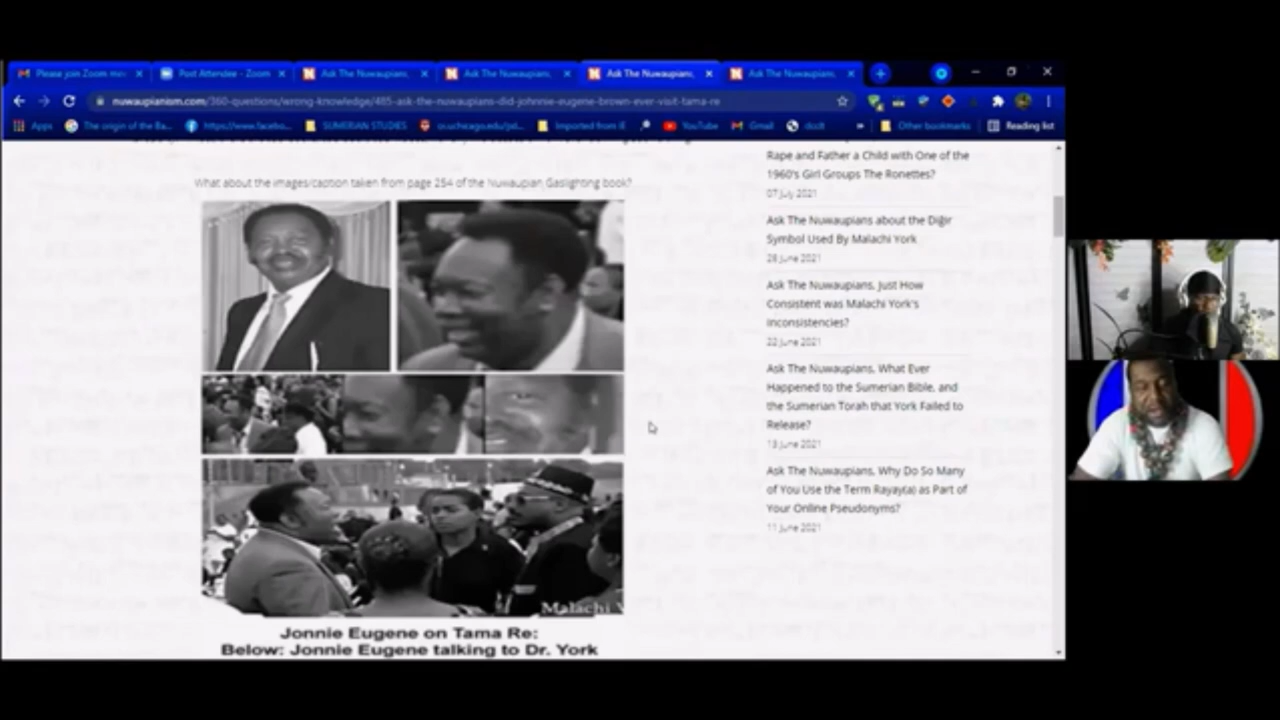 Please join Zoom me
Post Attendee - Zoom
Ask The Nuwaupians,
Ask The Nuwaupians,
Ask The Nuwaupians,
Ask The Nuwaupians,
nuwaupianism.com/360-questions/wrong-knowledge/485-ask-the-nuwaupians-did-johnnie-eugene-brown-ever-visit-tama-re
Apps
The origin of the Ba...
https://www.facebo...
SUMERIAN STUDIES
Imported from IE
YouTube
Gmail
Other bookmarks
Reading list
What about the images/caption taken from page 254 of the Nuwaupian Gaslighting book?
Malachi
Jonnie Eugene on Tama Re:
Below: Jonnie Eugene talking to Dr. York
Rape and Father a Child with One of the
1960's Girl Groups The Ronettes?
07 July 2021
Ask The Nuwaupians about the Diĝir
Symbol Used By Malachi York
28 June 2021
Ask The Nuwaupians, Just How
Consistent was Malachi York's
Inconsistencies?
22 June 2021
Ask The Nuwaupians, What Ever
Happened to the Sumerian Bible, and
the Sumerian Torah that York Failed to
Release?
13 June 2021
Ask The Nuwaupians, Why Do So Many
of You Use the Term Rayay(a) as Part of
Your Online Pseudonyms?
11 June 2021